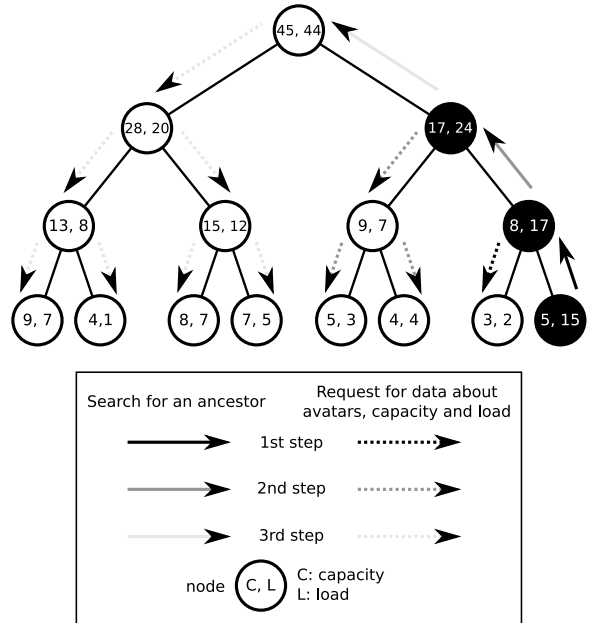 45, 44
28, 20
17, 24
13, 8
15, 12
9, 7
8, 17
9, 7
4,1
8, 7
7, 5
5, 3
4, 4
3, 2
5, 15
Search for an ancestor
Request for data about
avatars, capacity and load
1st step
2nd step
3rd step
node
C, L
C: capacity
L: load